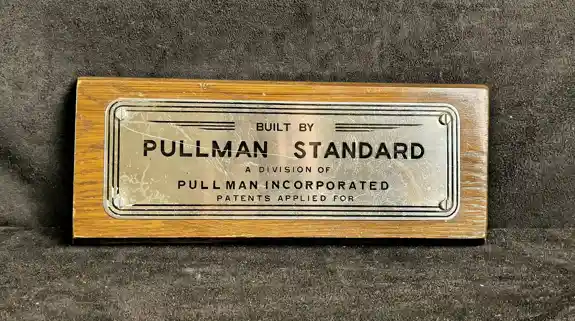 BUILT BY
PULLMAN STANDARD
A DIVISION OF
PULLMAN INCORPORATED
PATENTS APPLIED FOR